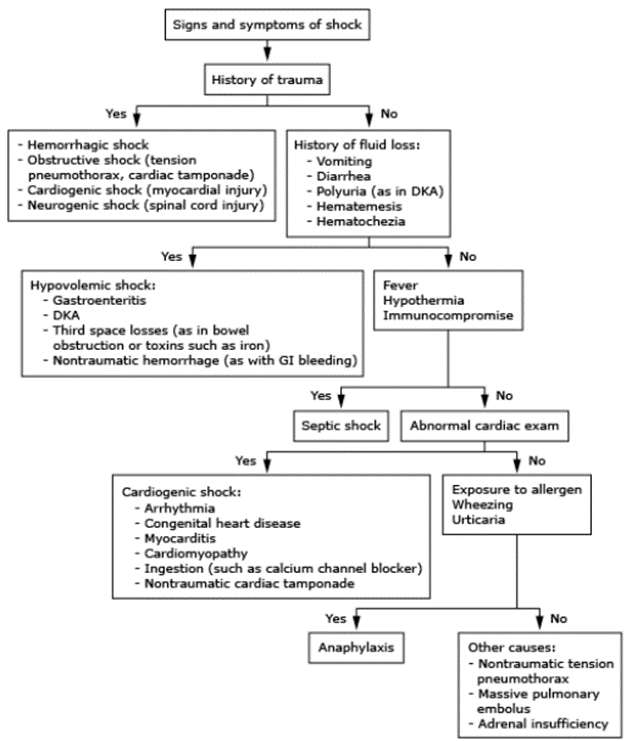 Signs and symptoms of shock
History of trauma
Yes
No
- Hemorrhagic shock
- Obstructive shock (tension
pneumothorax, cardiac tamponade)
- Cardiogenic shock (myocardial injury)
- Neurogenic shock (spinal cord injury)
History of fluid loss:
- Vomiting
- Diarrhea
- Polyuria (as in DKA)
- Hematemesis
- Hematochezia
Yes
No
Hypovolemic shock:
- Gastroenteritis
- DKA
- Third space losses (as in bowel
obstruction or toxins such as iron)
- Nontraumatic hemorrhage (as with GI bleeding)
Fever
Hypothermia
Immunocompromise
Yes
No
Septic shock
Abnormal cardiac exam
Yes
No
Cardiogenic shock:
- Arrhythmia
- Congenital heart disease
- Myocarditis
- Cardiomyopathy
- Ingestion (such as calcium channel blocker)
- Nontraumatic cardiac tamponade
Exposure to allergen
Wheezing
Urticaria
Yes
No
Anaphylaxis
Other causes:
- Nontraumatic tension
pneumothorax
- Massive pulmonary
embolus
- Adrenal insufficiency